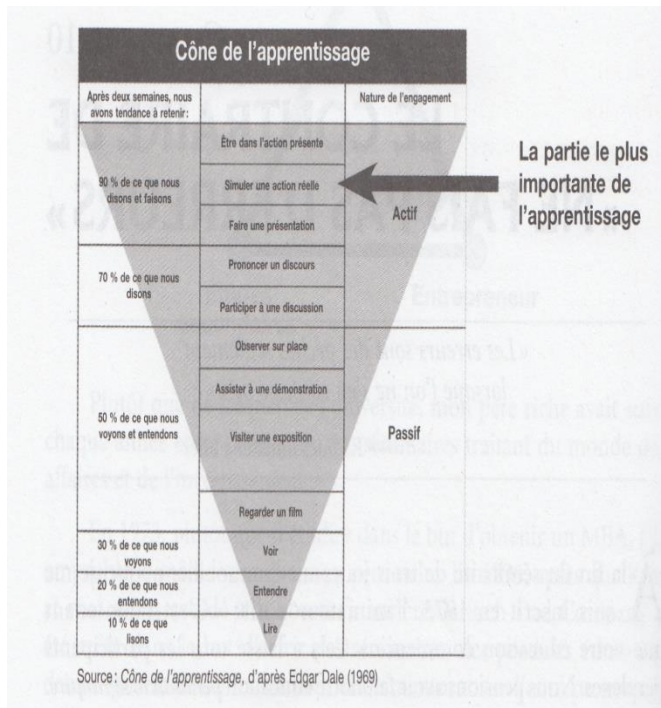 Cône de l'apprentissage
Après deux semaines, nous
avons tendance à retenir :
Nature de l'engagement
Être dans l'action présente
90 % de ce que nous
disons et faisons
Simuler une action réelle
Faire une présentation
Actif
La partie le plus
importante de
l'apprentissage
70 % de ce que nous
disons
Prononcer un discours
Participer à une discussion
50 % de ce que nous
voyons et entendons
Observer sur place
Assister à une démonstration
Visiter une exposition
Regarder un film
Passif
30 % de ce que nous
voyons
Voir
20 % de ce que nous
entendons
Entendre
10 % de ce que
lisons
Lire
Source : Cône de l'apprentissage, d'après Edgar Dale (1969)